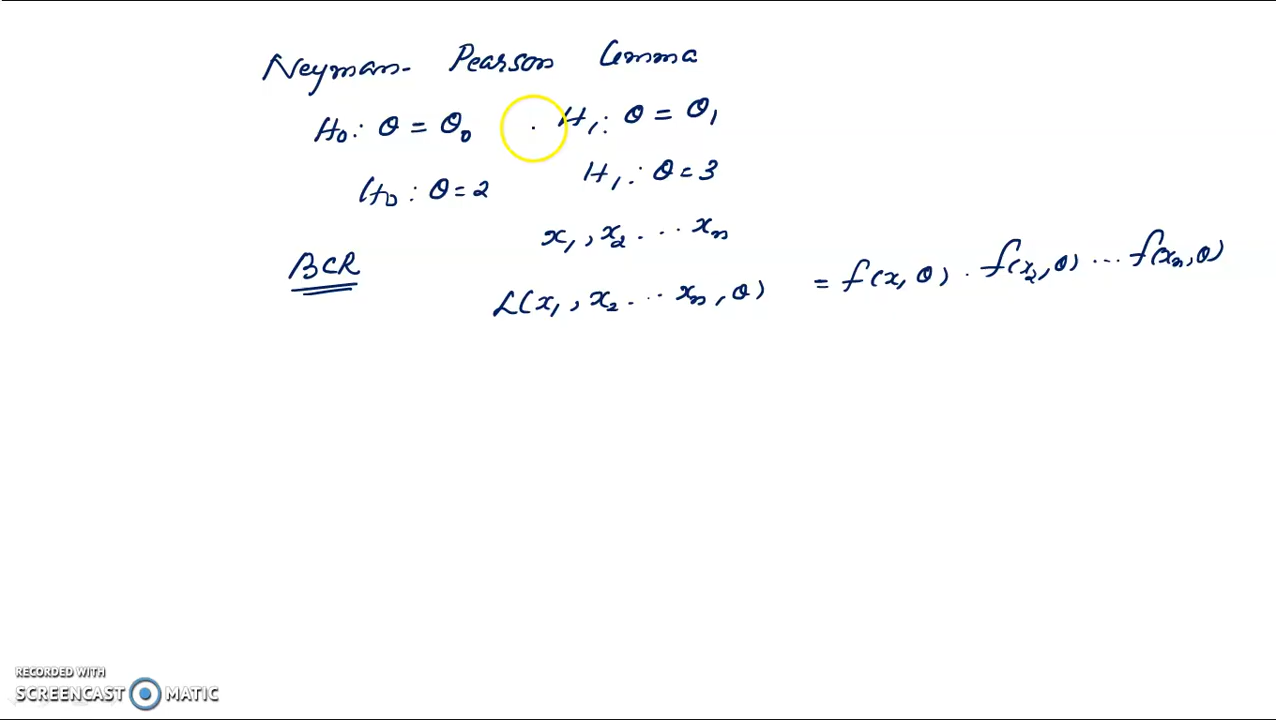 Neyman- Pearson Lemma
H₀: θ = θ₀ H₁: θ = θ₁
H₀: θ = 2 H₁: θ = 3
x₁, x₂ ... xₙ
BCR
L(x₁, x₂ ... xₙ, θ) = f(x, θ) . f(x₂, θ) ... f(xₙ, θ)
RECORDED WITH
SCREENCAST MATIC